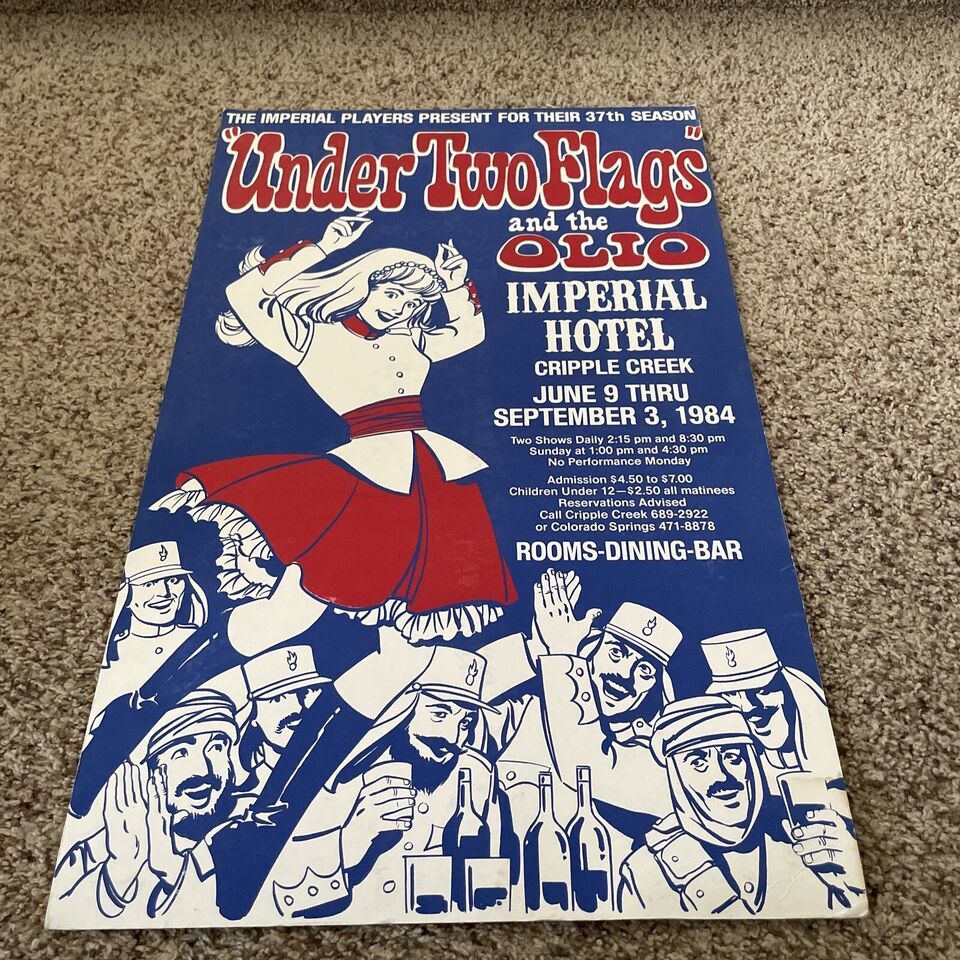 THE IMPERIAL PLAYERS PRESENT FOR THEIR 37th SEASON
"Under Two Flags"
and the
OLIO
IMPERIAL
HOTEL
CRIPPLE CREEK
JUNE 9 THRU
SEPTEMBER 3, 1984
Two Shows Daily 2:15 pm and 8:30 pm
Sunday at 1:00 pm and 4:30 pm
No Performance Monday
Admission $4.50 to $7.00
Children Under 12—$2.50 all matinees
Reservations Advised
Call Cripple Creek 689-2922
or Colorado Springs 471-8878
ROOMS-DINING-BAR